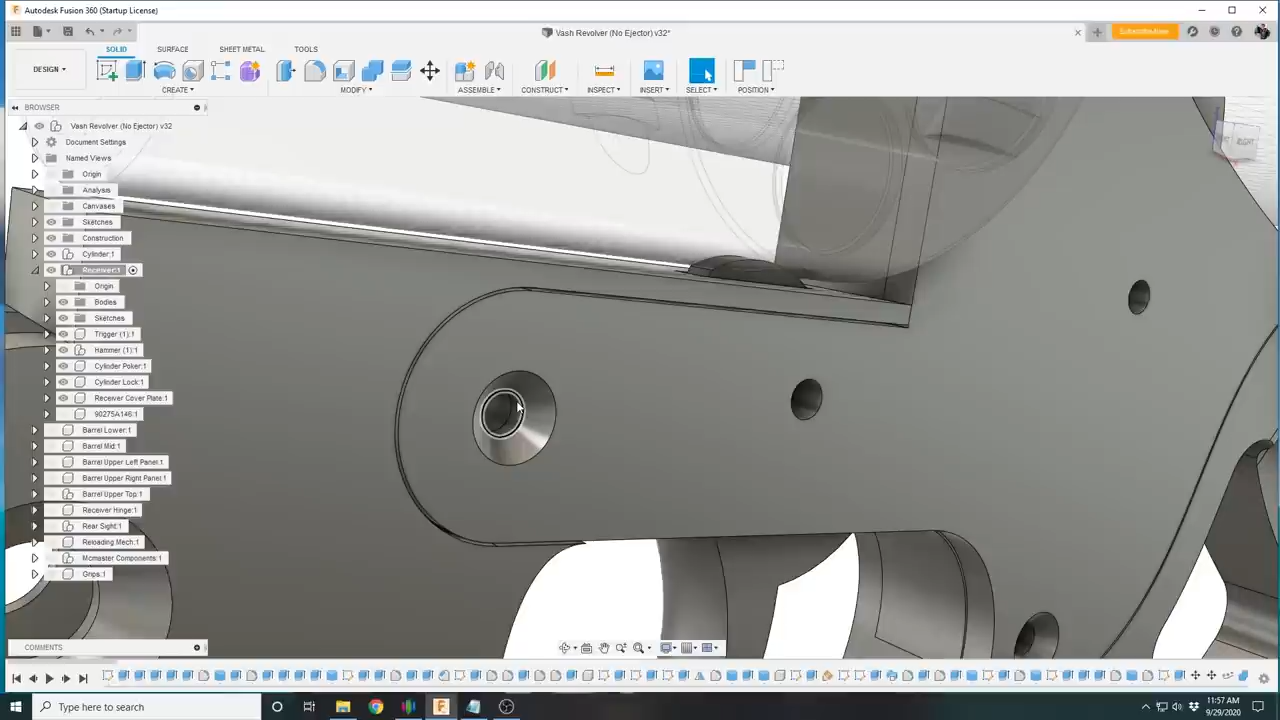 Autodesk Fusion 360 (Startup License)
Vash Revolver (No Ejector) v32*
SOLID
SURFACE
SHEET METAL
TOOLS
DESIGN
CREATE
MODIFY
ASSEMBLE
CONSTRUCT
INSPECT
INSERT
SELECT
POSITION
BROWSER
Vash Revolver (No Ejector) v32
Document Settings
Named Views
Origin
Analysis
Canvases
Sketches
Construction
Cylinder:1
Receiver:1
Origin
Bodies
Sketches
Trigger (1):1
Hammer (1):1
Cylinder Poker:1
Cylinder Lock:1
Receiver Cover Plate:1
90275A146:1
Barrel Lower:1
Barrel Mid:1
Barrel Upper Left Panel:1
Barrel Upper Right Panel:1
Barrel Upper Top:1
Receiver Hinge:1
Rear Sight:1
Reloading Mech:1
Mcmaster Components:1
Grips:1
RIGHT
COMMENTS
Type here to search
11:57 AM
9/29/2020